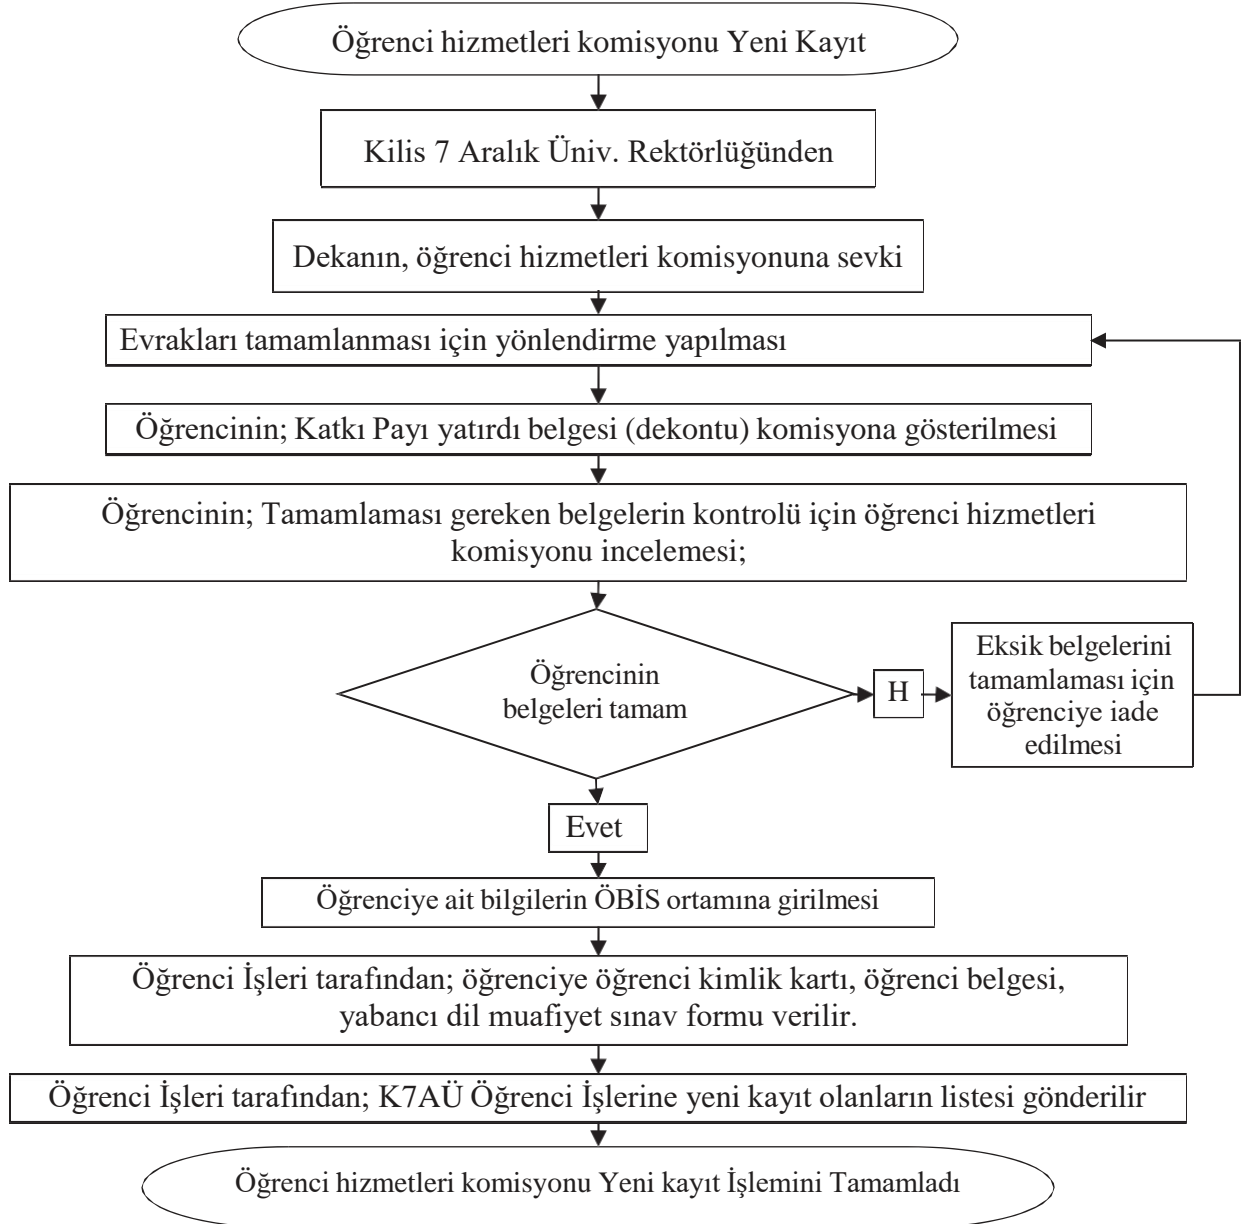 Öğrenci hizmetleri komisyonu Yeni Kayıt
Kilis 7 Aralık Üniv. Rektörlüğünden
Dekanın, öğrenci hizmetleri komisyonuna sevki
Evrakları tamamlanması için yönlendirme yapılması
Öğrencinin; Katkı Payı yatırdı belgesi (dekontu) komisyona gösterilmesi
Öğrencinin; Tamamlaması gereken belgelerin kontrolü için öğrenci hizmetleri
komisyonu incelemesi;
Öğrencinin
belgeleri tamam
H
Eksik belgelerini
tamamlaması için
öğrenciye iade
edilmesi
Evet
Öğrenciye ait bilgilerin ÖBİS ortamına girilmesi
Öğrenci İşleri tarafından; öğrenciye öğrenci kimlik kartı, öğrenci belgesi,
yabancı dil muafiyet sınav formu verilir.
Öğrenci İşleri tarafından; K7AÜ Öğrenci İşlerine yeni kayıt olanların listesi gönderilir
Öğrenci hizmetleri komisyonu Yeni kayıt İşlemini Tamamladı